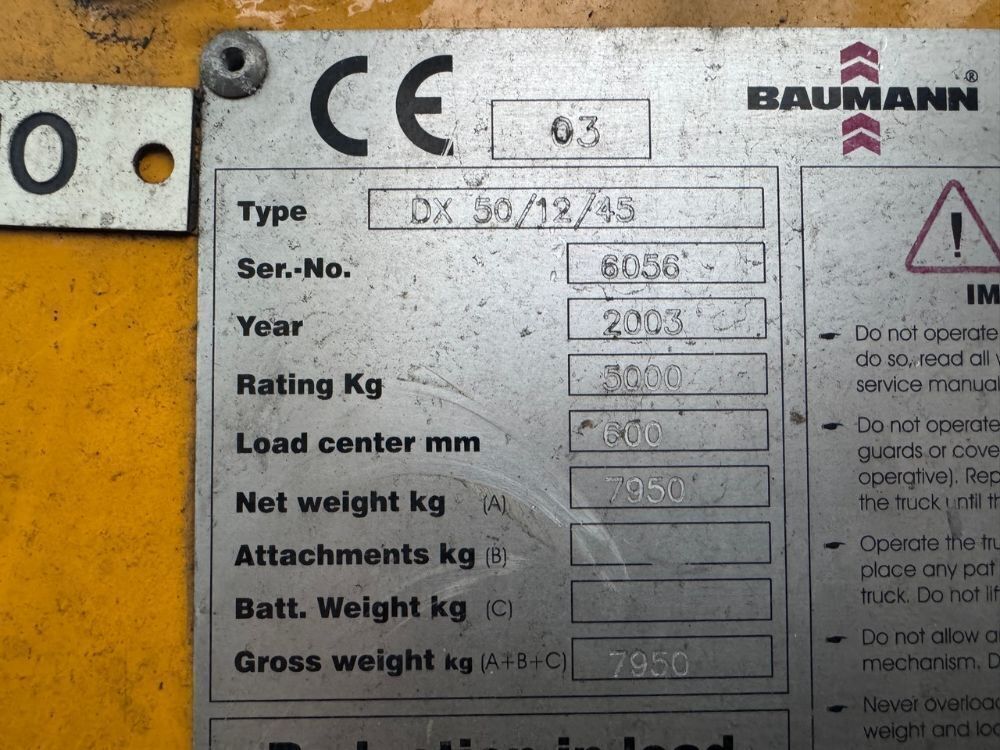 10
CE
03
BAUMANN®
Type DX 50/12/45
Ser.-No. 6056
Year 2003
Rating Kg 5000
Load center mm 600
Net weight kg (A) 7950
Attachments kg (B)
Batt. Weight kg (C)
Gross weight kg (A+B+C) 7950
!
IM
Do not operate
do so, read all
service manual
Do not operate
guards or cove
operative). Rep
the truck until th
Operate the tru
place any pat
truck. Do not lif
Do not allow a
mechanism. D
Never overload
weight and loc